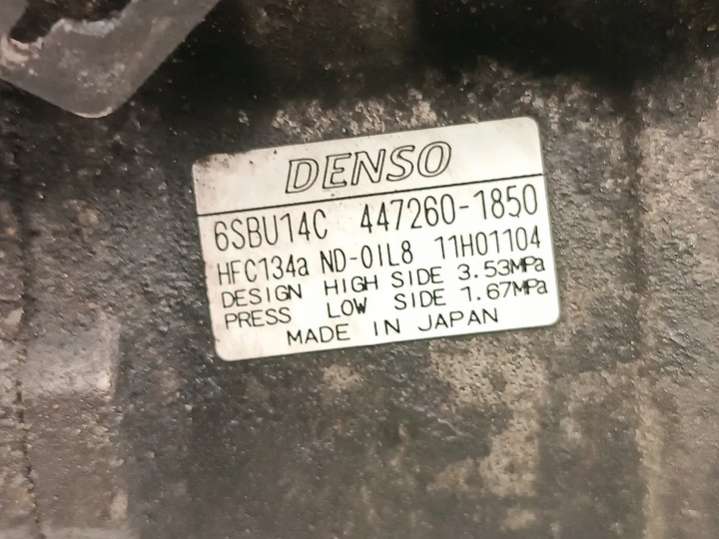 DENSO
6SBU14C 447260-1850
HFC134a ND-OIL8 11H01104
DESIGN HIGH SIDE 3.53MPa
PRESS LOW SIDE 1.67MPa
MADE IN JAPAN